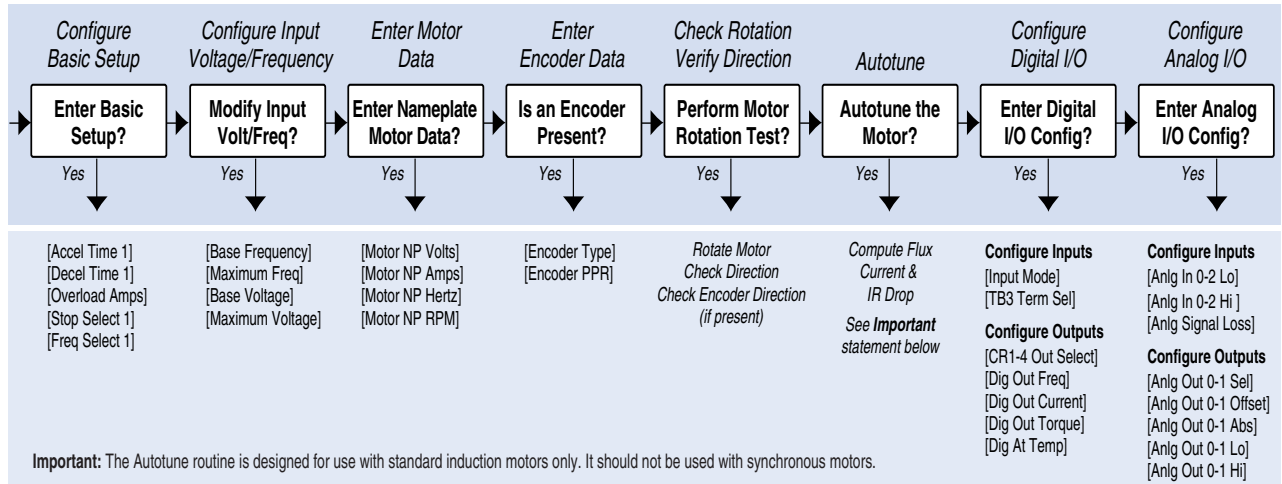 Configure
Basic Setup
Configure Input
Voltage/Frequency
Enter Motor
Data
Enter
Encoder Data
Check Rotation
Verify Direction
Autotune
Configure
Digital I/O
Configure
Analog I/O
Enter Basic
Setup?
Modify Input
Volt/Freq?
Enter Nameplate
Motor Data?
Is an Encoder
Present?
Perform Motor
Rotation Test?
Autotune the
Motor?
Enter Digital
I/O Config?
Enter Analog
I/O Config?
Yes
Yes
Yes
Yes
Yes
Yes
Yes
Yes
[Accel Time 1]
[Decel Time 1]
[Overload Amps]
[Stop Select 1]
[Freq Select 1]
[Base Frequency]
[Maximum Freq]
[Base Voltage]
[Maximum Voltage]
[Motor NP Volts]
[Motor NP Amps]
[Motor NP Hertz]
[Motor NP RPM]
[Encoder Type]
[Encoder PPR]
Rotate Motor
Check Direction
Check Encoder Direction
(if present)
Compute Flux
Current &
IR Drop
See Important
statement below
Configure Inputs
[Input Mode]
[TB3 Term Sel]
Configure Outputs
[CR1-4 Out Select]
[Dig Out Freq]
[Dig Out Current]
[Dig Out Torque]
[Dig At Temp]
Configure Inputs
[Anlg In 0-2 Lo]
[Anlg In 0-2 Hi ]
[Anlg Signal Loss]
Configure Outputs
[Anlg Out 0-1 Sel]
[Anlg Out 0-1 Offset]
[Anlg Out 0-1 Abs]
[Anlg Out 0-1 Lo]
[Anlg Out 0-1 Hi]
Important: The Autotune routine is designed for use with standard induction motors only. It should not be used with synchronous motors.